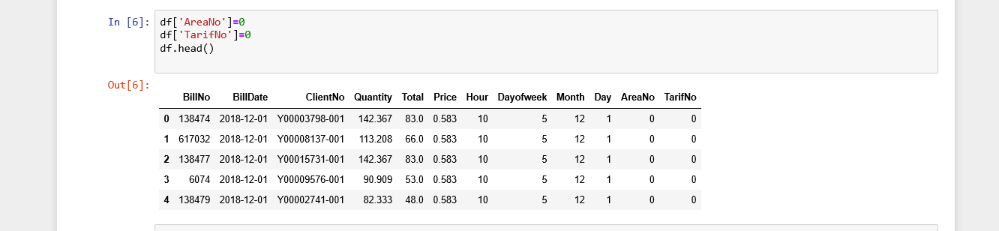 In [6]: df['AreaNo']=0
df['TarifNo']=0
df.head()
Out[6]:
BillNo BillDate ClientNo Quantity Total Price Hour Dayofweek Month Day AreaNo TarifNo
0 138474 2018-12-01 Y00003798-001 142.367 83.0 0.583 10 5 12 1 0 0
1 617032 2018-12-01 Y00008137-001 113.208 66.0 0.583 10 5 12 1 0 0
2 138477 2018-12-01 Y00015731-001 142.367 83.0 0.583 10 5 12 1 0 0
3 6074 2018-12-01 Y00009576-001 90.909 53.0 0.583 10 5 12 1 0 0
4 138479 2018-12-01 Y00002741-001 82.333 48.0 0.583 10 5 12 1 0 0